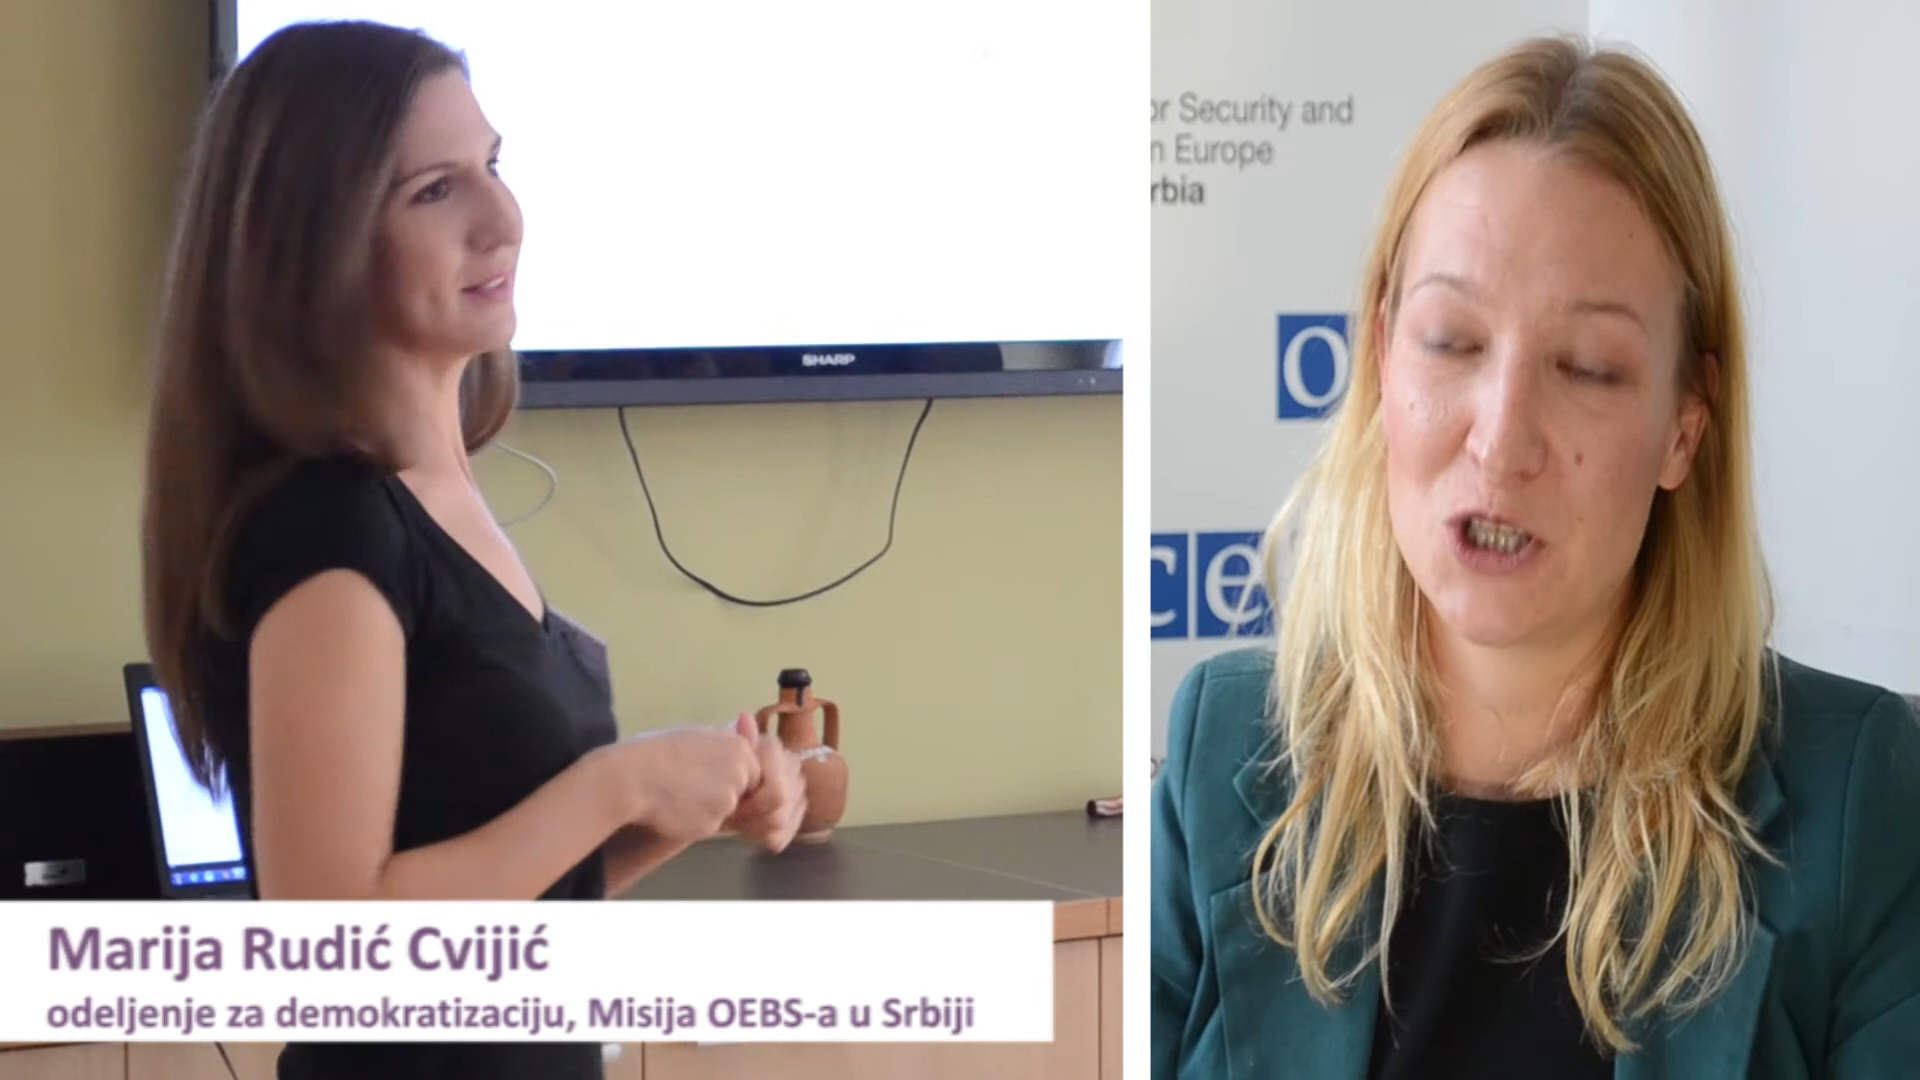 SHARP
Marija Rudić Cvijić
odeljenje za demokratizaciju, Misija OEBS-a u Srbiji
or Security and
n Europe
rbia
o
ce